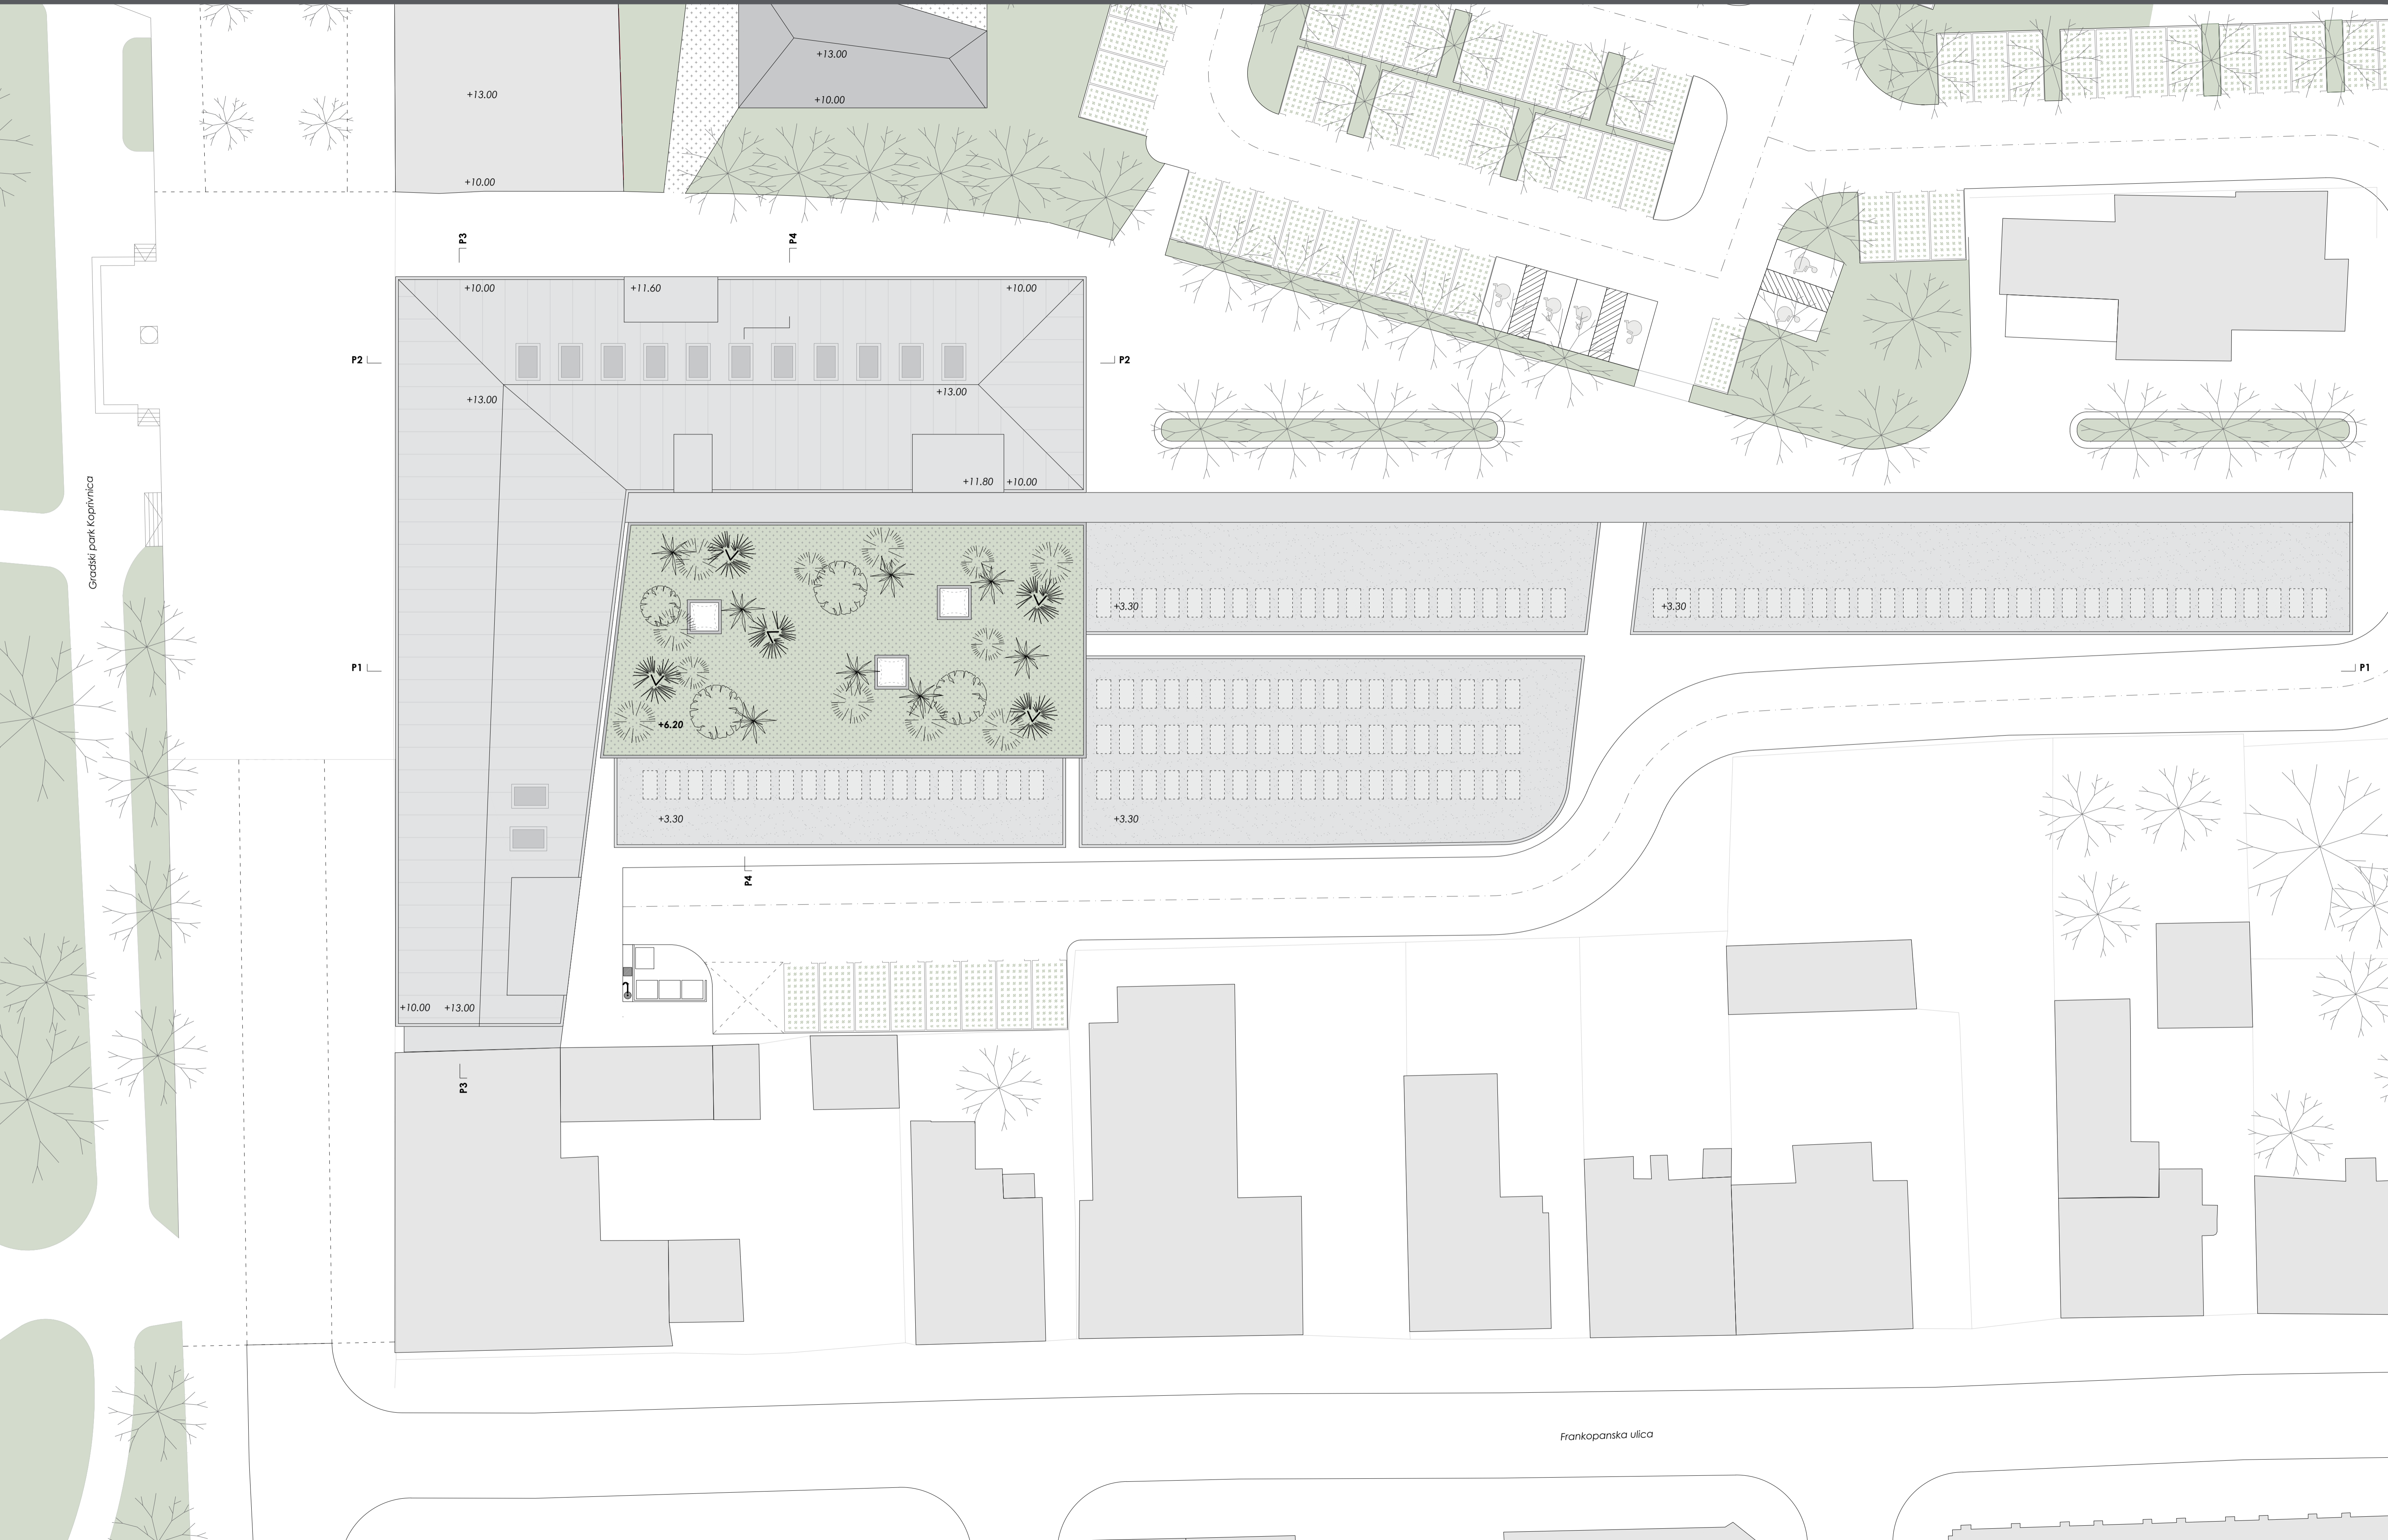 +13.00
+13.00
+10.00
+10.00
P3
P4
+10.00
+11.60
+10.00
P2
P2
+13.00
+13.00
+11.80
+10.00
Gradski park Koprivnica
+3.30
+3.30
P1
P1
+6.20
+3.30
+3.30
P4
+10.00
+13.00
P3
Frankopanska ulica